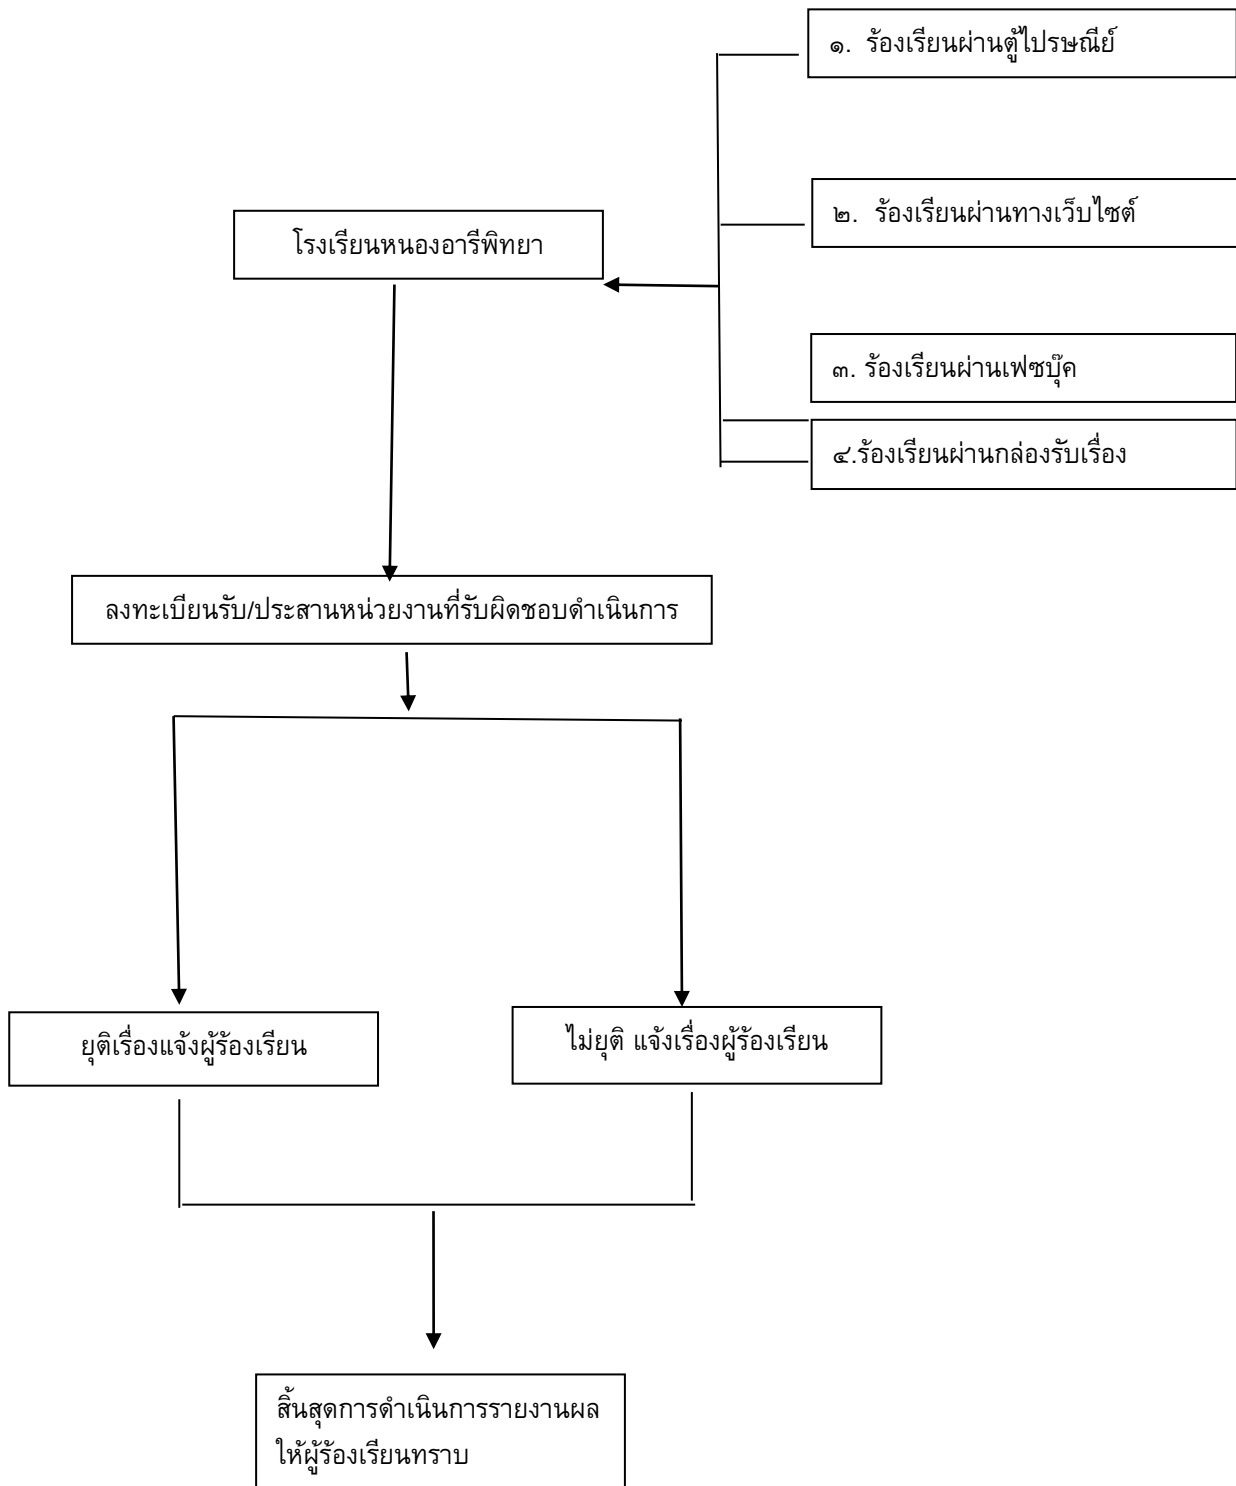 ๑. ร้องเรียนผ่านตู้ไปรษณีย์
๒. ร้องเรียนผ่านทางเว็บไซต์
โรงเรียนหนองอารีพิทยา
๓. ร้องเรียนผ่านเฟซบุ๊ค
๔.ร้องเรียนผ่านกล่องรับเรื่อง
ลงทะเบียนรับ/ประสานหน่วยงานที่รับผิดชอบดำเนินการ
ยุติเรื่องแจ้งผู้ร้องเรียน
ไม่ยุติ แจ้งเรื่องผู้ร้องเรียน
สิ้นสุดการดำเนินการรายงานผล
ให้ผู้ร้องเรียนทราบ